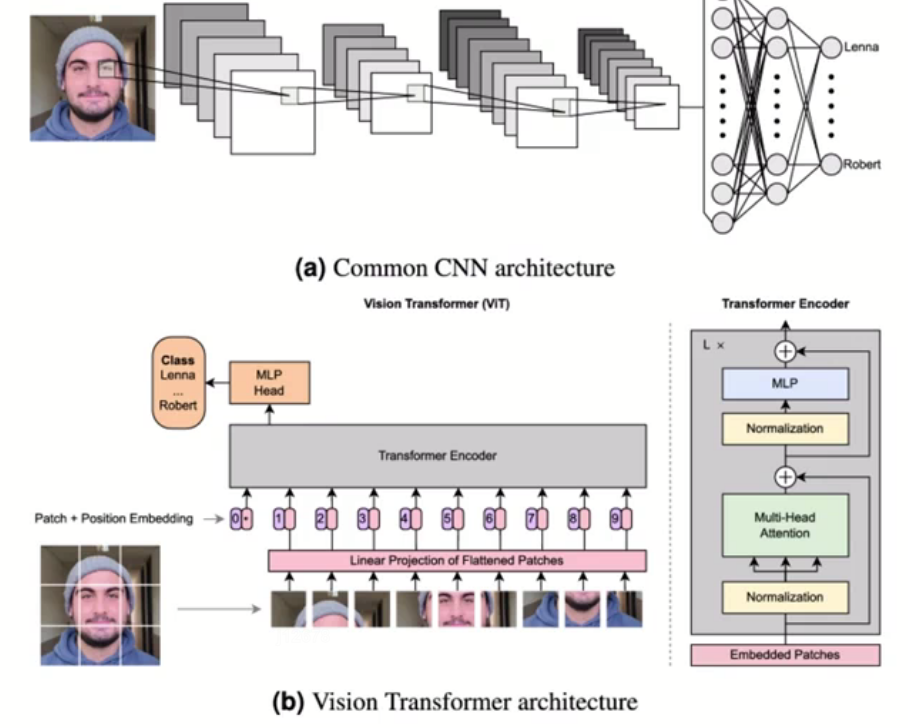 Lenna
Robert
(a) Common CNN architecture
Vision Transformer (ViT)
Class
Lenna
...
Robert
MLP
Head
Transformer Encoder
Patch + Position Embedding
0 * 1 2 3 4 5 6 7 8 9
Linear Projection of Flattened Patches
Transformer Encoder
L ×
MLP
Normalization
Multi-Head
Attention
Normalization
Embedded Patches
(b) Vision Transformer architecture